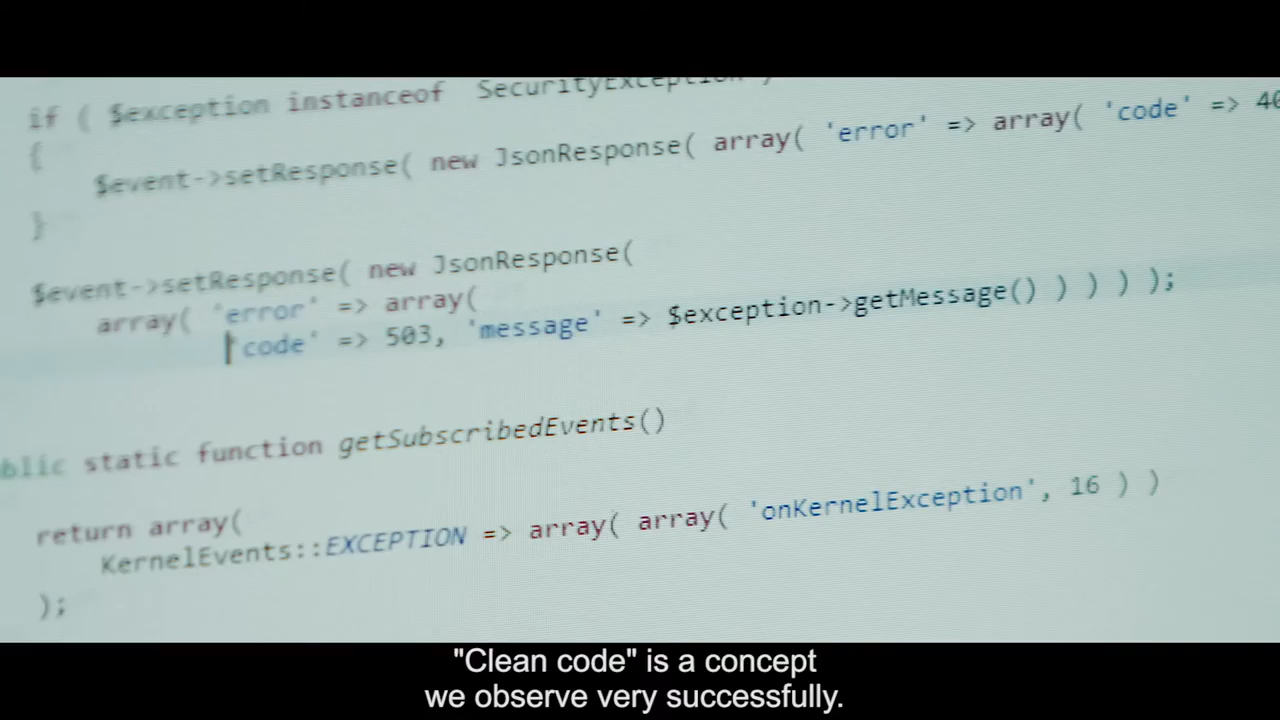 if ( $exception instanceof SecurityException )
{
$event->setResponse( new JsonResponse( array( 'error' => array( 'code' => 40
}
$event->setResponse( new JsonResponse(
array( 'error' => array(
'code' => 503, 'message' => $exception->getMessage() ) ) ) );
blic static function getSubscribedEvents()
return array(
KernelEvents::EXCEPTION => array( array( 'onKernelException', 16 ) )
);
"Clean code" is a concept
we observe very successfully.